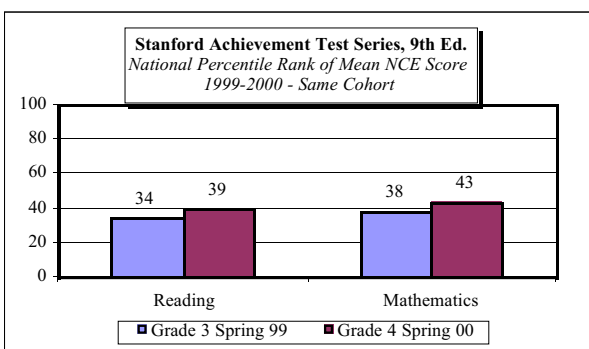 Stanford Achievement Test Series, 9th Ed.
National Percentile Rank of Mean NCE Score
1999-2000 - Same Cohort
100
80
60
40
20
0
34
39
38
43
Reading
Mathematics
Grade 3 Spring 99
Grade 4 Spring 00